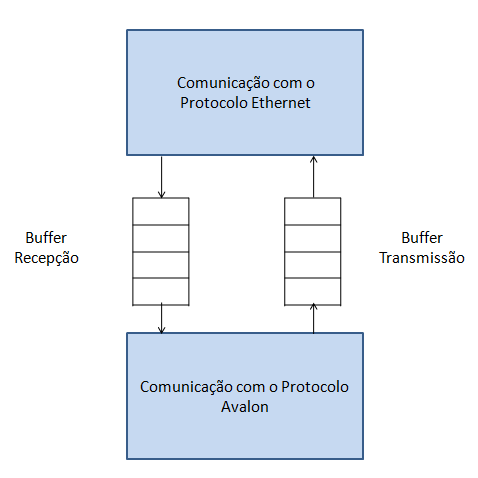 Comunicação com o
Protocolo Ethernet
Buffer
Recepção
Buffer
Transmissão
Comunicação com o Protocolo
Avalon